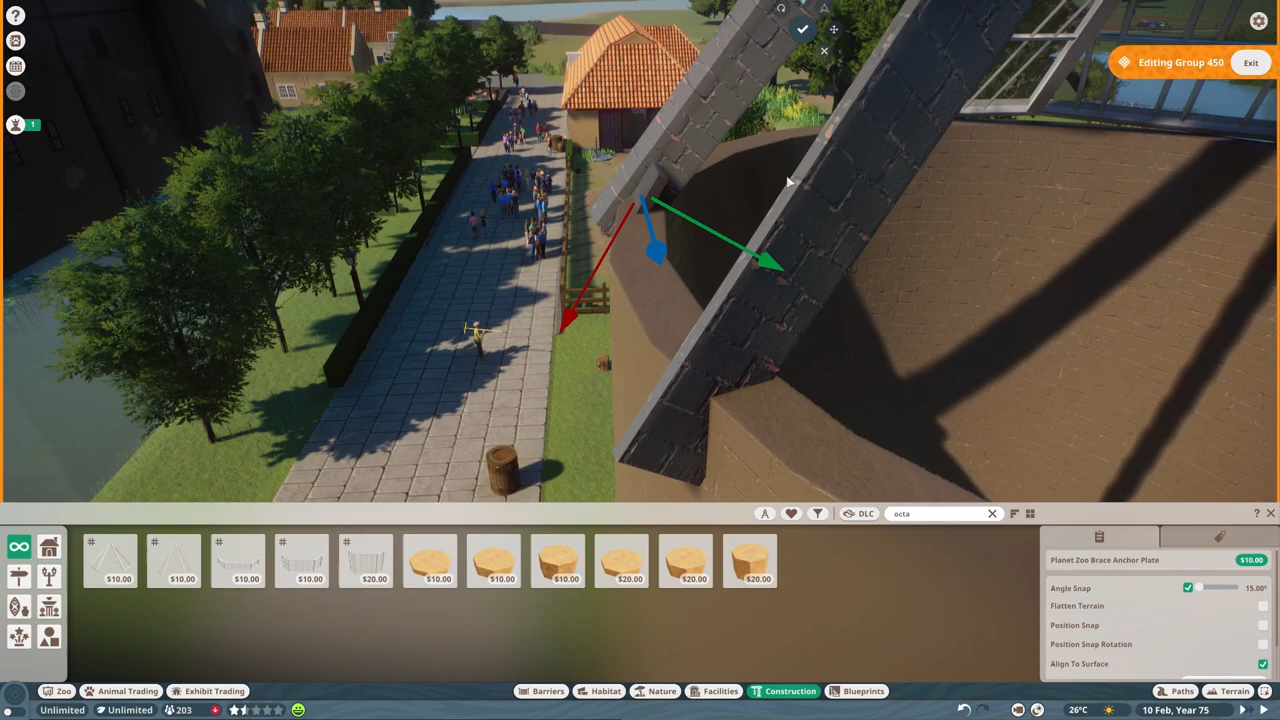 ?
Editing Group 450
Exit
1
DLC
octa
?
$10.00
$10.00
$10.00
$10.00
$20.00
$10.00
$10.00
$10.00
$20.00
$20.00
$20.00
Planet Zoo Brace Anchor Plate
$10.00
Angle Snap
15.00°
Flatten Terrain
Position Snap
Position Snap Rotation
Align To Surface
Zoo
Animal Trading
Exhibit Trading
Barriers
Habitat
Nature
Facilities
Construction
Blueprints
Paths
Terrain
Unlimited
Unlimited
203
26°C
10 Feb, Year 75